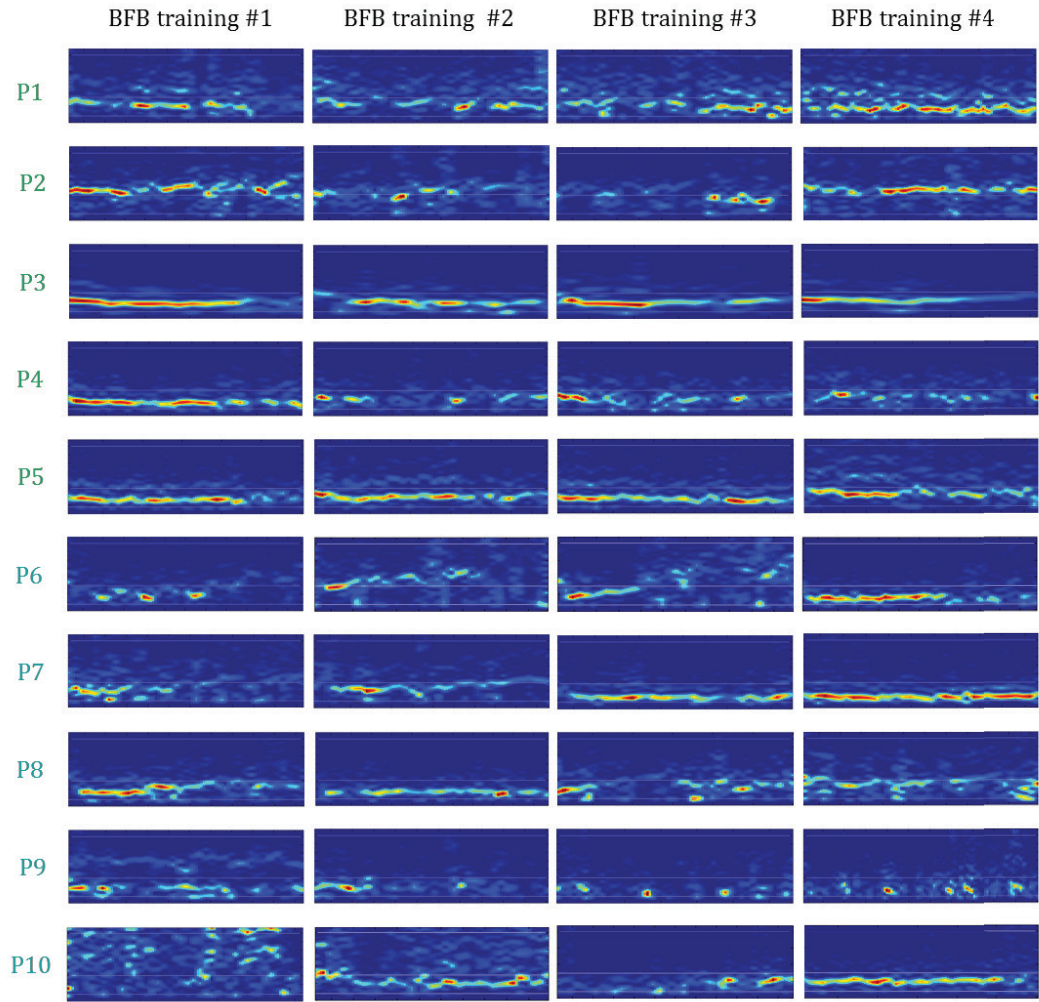 BFB training #1 BFB training #2 BFB training #3 BFB training #4
P1
P2
P3
P4
P5
P6
P7
P8
P9
P10